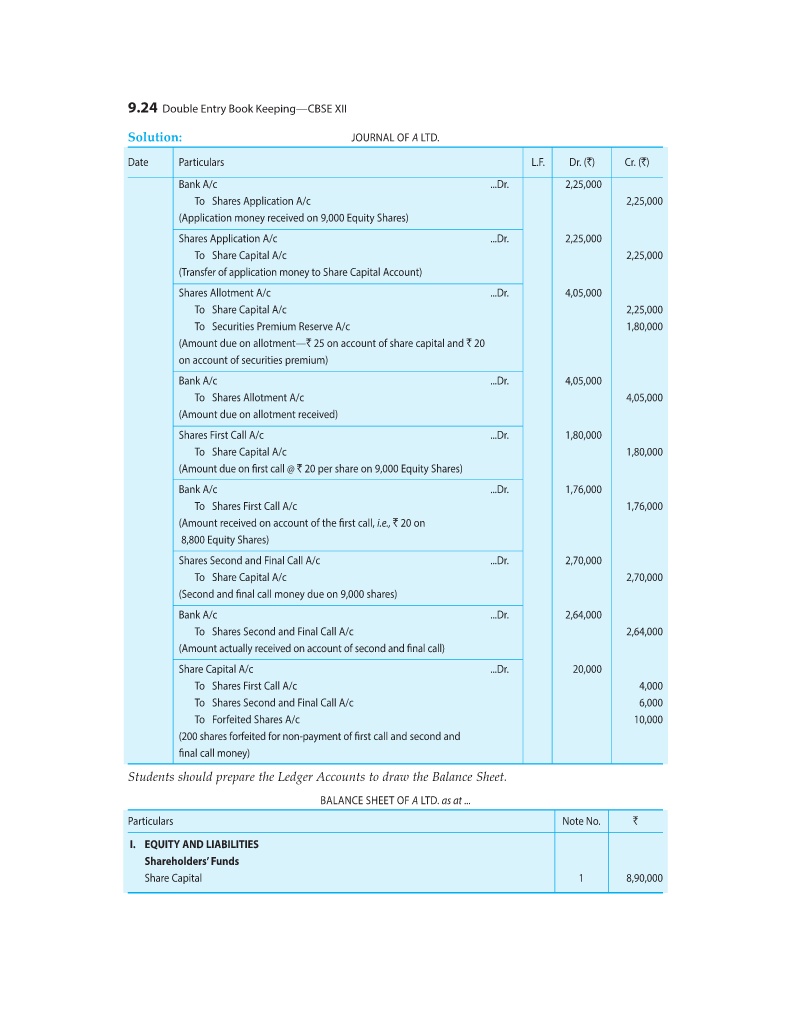 9.24 Double Entry Book Keeping—CBSE XII
Solution: JOURNAL OF A LTD.
Date Particulars L.F. Dr. (₹) Cr. (₹)
Bank A/c ...Dr. 2,25,000
To Shares Application A/c 2,25,000
(Application money received on 9,000 Equity Shares)
Shares Application A/c ...Dr. 2,25,000
To Share Capital A/c 2,25,000
(Transfer of application money to Share Capital Account)
Shares Allotment A/c ...Dr. 4,05,000
To Share Capital A/c 2,25,000
To Securities Premium Reserve A/c 1,80,000
(Amount due on allotment—₹ 25 on account of share capital and ₹ 20
on account of securities premium)
Bank A/c ...Dr. 4,05,000
To Shares Allotment A/c 4,05,000
(Amount due on allotment received)
Shares First Call A/c ...Dr. 1,80,000
To Share Capital A/c 1,80,000
(Amount due on first call @ ₹ 20 per share on 9,000 Equity Shares)
Bank A/c ...Dr. 1,76,000
To Shares First Call A/c 1,76,000
(Amount received on account of the first call, i.e., ₹ 20 on
8,800 Equity Shares)
Shares Second and Final Call A/c ...Dr. 2,70,000
To Share Capital A/c 2,70,000
(Second and final call money due on 9,000 shares)
Bank A/c ...Dr. 2,64,000
To Shares Second and Final Call A/c 2,64,000
(Amount actually received on account of second and final call)
Share Capital A/c ...Dr. 20,000
To Shares First Call A/c 4,000
To Shares Second and Final Call A/c 6,000
To Forfeited Shares A/c 10,000
(200 shares forfeited for non-payment of first call and second and
final call money)
Students should prepare the Ledger Accounts to draw the Balance Sheet.
BALANCE SHEET OF A LTD. as at ...
Particulars Note No. ₹
I. EQUITY AND LIABILITIES
Shareholders' Funds
Share Capital 1 8,90,000